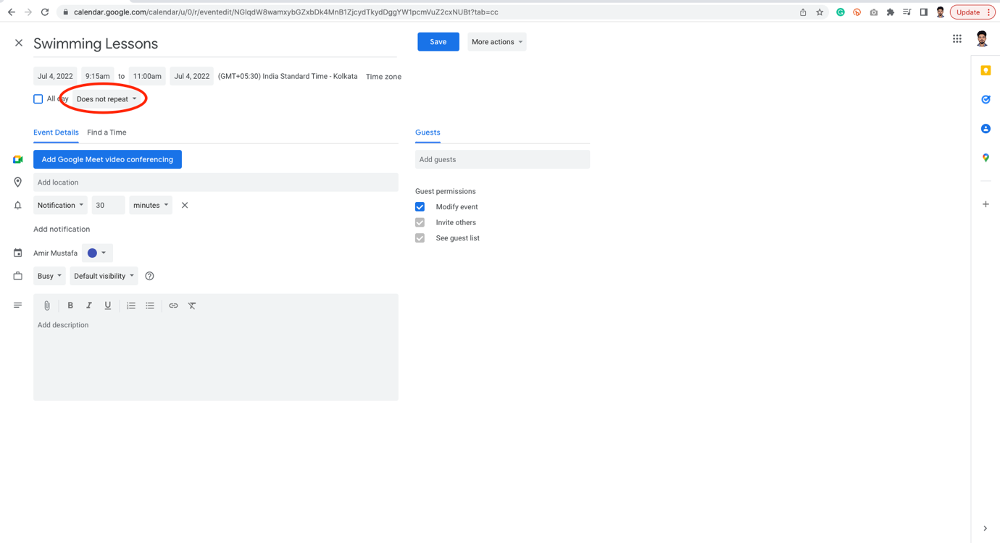 calendar.google.com/calendar/u/0/r/eventedit/NGlqdW8wamxybGZxbDk4MnB1ZjcydTkydDggYW1pcmVuZ2cxNUBt?tab=cc
Update
Swimming Lessons
Save
More actions
Jul 4, 2022 9:15am to 11:00am Jul 4, 2022 (GMT+05:30) India Standard Time - Kolkata Time zone
All day Does not repeat
Event Details Find a Time
Guests
Add Google Meet video conferencing
Add guests
Add location
Guest permissions
Notification 30 minutes
Modify event
Invite others
Add notification
See guest list
Amir Mustafa
Busy Default visibility
B I U
Add description